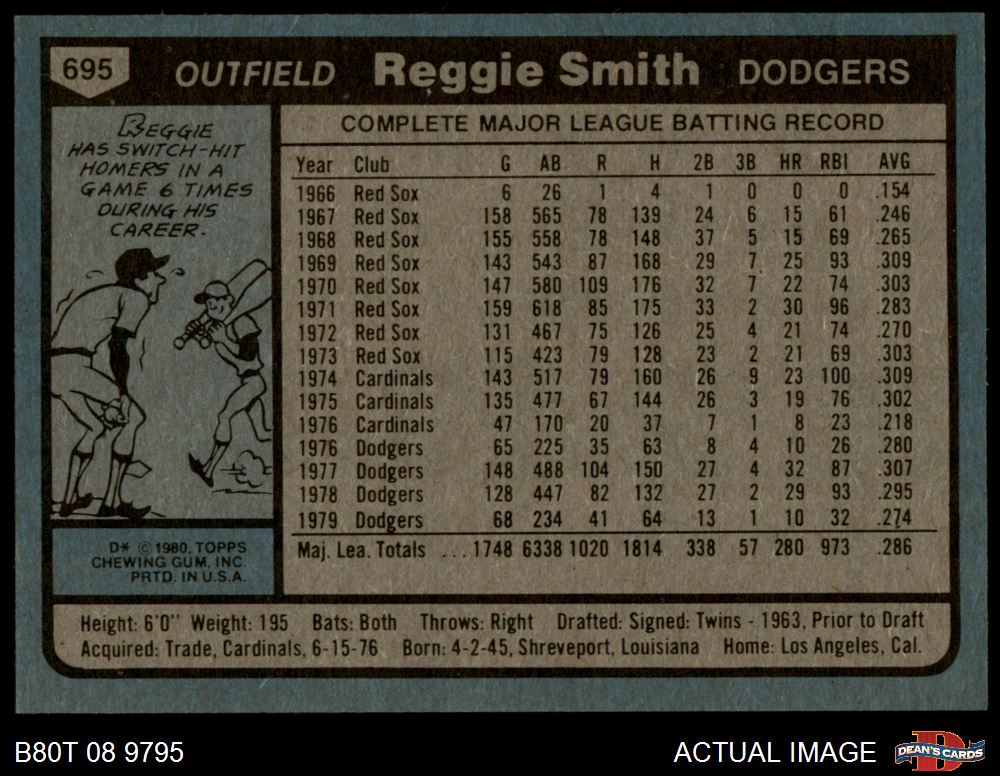 695 OUTFIELD Reggie Smith DODGERS
REGGIE
HAS SWITCH-HIT
HOMERS IN A
GAME 6 TIMES
DURING HIS
CAREER.
D* © 1980, TOPPS
CHEWING GUM, INC.
PRTD. IN U.S.A.
COMPLETE MAJOR LEAGUE BATTING RECORD
Year Club G AB R H 2B 3B HR RBI AVG
1966 Red Sox 6 26 1 4 1 0 0 0 .154
1967 Red Sox 158 565 78 139 24 6 15 61 .246
1968 Red Sox 155 558 78 148 37 5 15 69 .265
1969 Red Sox 143 543 87 168 29 7 25 93 .309
1970 Red Sox 147 580 109 176 32 7 22 74 .303
1971 Red Sox 159 618 85 175 33 2 30 96 .283
1972 Red Sox 131 467 75 126 25 4 21 74 .270
1973 Red Sox 115 423 79 128 23 2 21 69 .303
1974 Cardinals 143 517 79 160 26 9 23 100 .309
1975 Cardinals 135 477 67 144 26 3 19 76 .302
1976 Cardinals 47 170 20 37 7 1 8 23 .218
1976 Dodgers 65 225 35 63 8 4 10 26 .280
1977 Dodgers 148 488 104 150 27 4 32 87 .307
1978 Dodgers 128 447 82 132 27 2 29 93 .295
1979 Dodgers 68 234 41 64 13 1 10 32 .274
Maj. Lea. Totals ... 1748 6338 1020 1814 338 57 280 973 .286
Height: 6'0" Weight: 195 Bats: Both Throws: Right Drafted: Signed: Twins - 1963, Prior to Draft
Acquired: Trade, Cardinals, 6-15-76 Born: 4-2-45, Shreveport, Louisiana Home: Los Angeles, Cal.
B80T 08 9795 ACTUAL IMAGE D DEAN'S CARDS